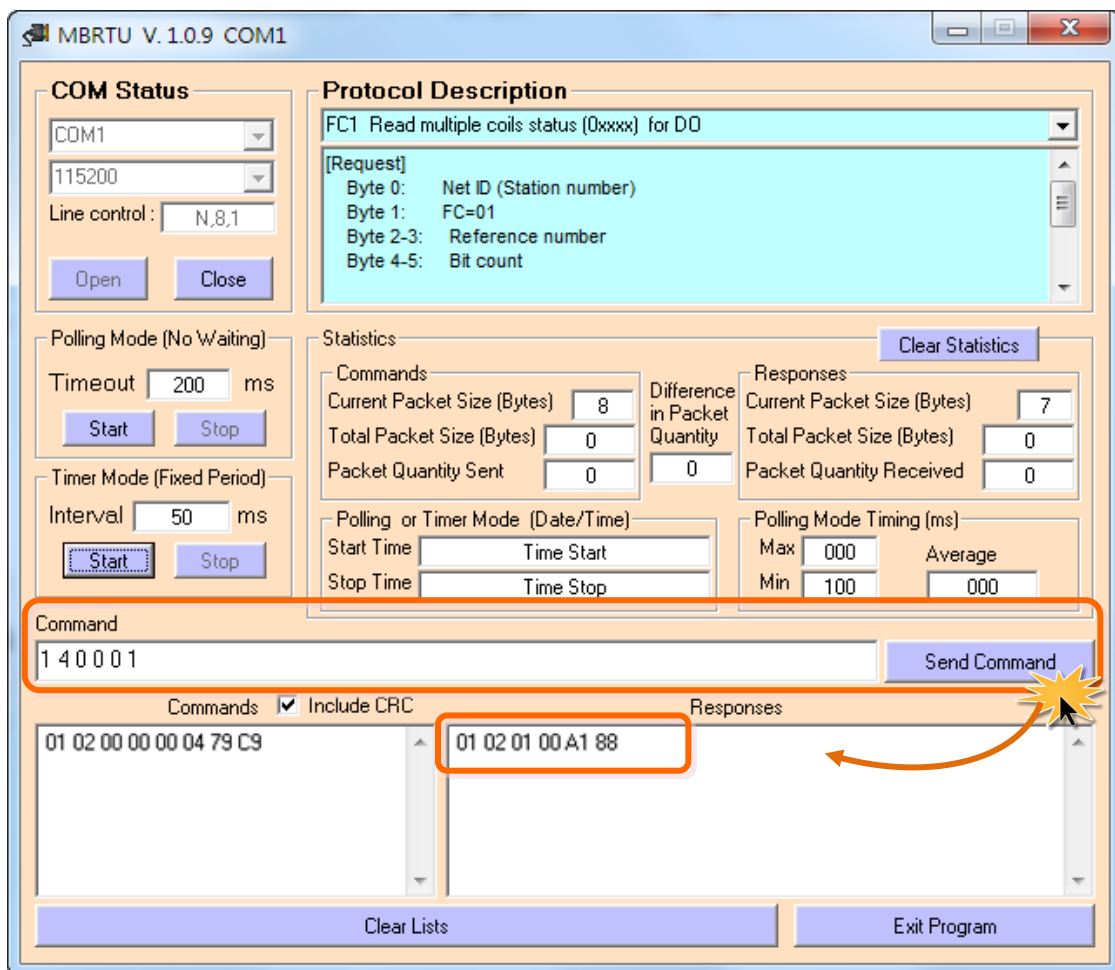 MBRTU V. 1.0.9 COM1
COM Status
COM1
115200
Line control : N,8,1
Open Close
Protocol Description
FC1 Read multiple coils status (0xxxx) for DO
[Request]
Byte 0: Net ID (Station number)
Byte 1: FC=01
Byte 2-3: Reference number
Byte 4-5: Bit count
Polling Mode (No Waiting)
Timeout 200 ms
Start Stop
Timer Mode (Fixed Period)
Interval 50 ms
Start Stop
Statistics
Clear Statistics
Commands
Current Packet Size (Bytes) 8
Total Packet Size (Bytes) 0
Packet Quantity Sent 0
Difference
in Packet
Quantity
0
Responses
Current Packet Size (Bytes) 7
Total Packet Size (Bytes) 0
Packet Quantity Received 0
Polling or Timer Mode (Date/Time)
Start Time Time Start
Stop Time Time Stop
Polling Mode Timing (ms)
Max 000
Min 100
Average
000
Command
1 4 0 0 0 1
Send Command
Commands Include CRC
Responses
01 02 00 00 00 04 79 C9
01 02 01 00 A1 88
Clear Lists
Exit Program